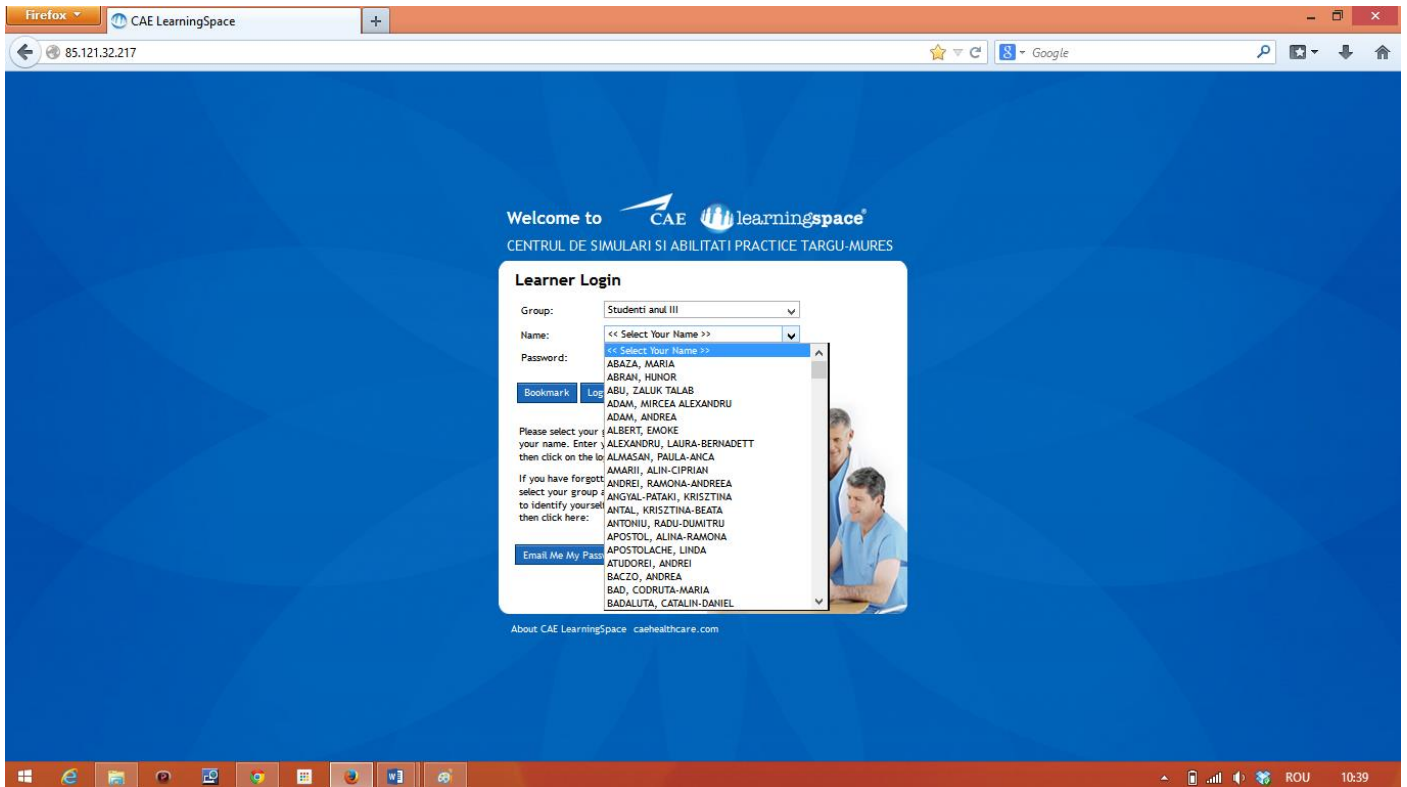 Firefox
CAE LearningSpace
85.121.32.217
Google
Welcome to CAE learningspace®
CENTRUL DE SIMULARI SI ABILITATI PRACTICE TARGU-MURES
Learner Login
Group: Studenti anul III
Name: << Select Your Name >>
Password:
<< Select Your Name >>
ABAZA, MARIA
ABRAN, HUNOR
ABU, ZALUK TALAB
ADAM, MIRCEA ALEXANDRU
ADAM, ANDREA
ALBERT, EMOKE
ALEXANDRU, LAURA-BERNADETT
ALMASAN, PAULA-ANCA
AMARII, ALIN-CIPRIAN
ANDREI, RAMONA-ANDREEA
ANGYAL-PATAKI, KRISZTINA
ANTAL, KRISZTINA-BEATA
ANTONIU, RADU-DUMITRU
APOSTOL, ALINA-RAMONA
APOSTOLACHE, LINDA
ATUDOREI, ANDREI
BACZO, ANDREA
BAD, CODRUTA-MARIA
BADALUTA, CATALIN-DANIEL
Bookmark Log
Please select your
your name. Enter
then click on the
If you have
select your group
to identify
then click here:
Email Me My
About CAE LearningSpace caehealthcare.com
ROU 10:39